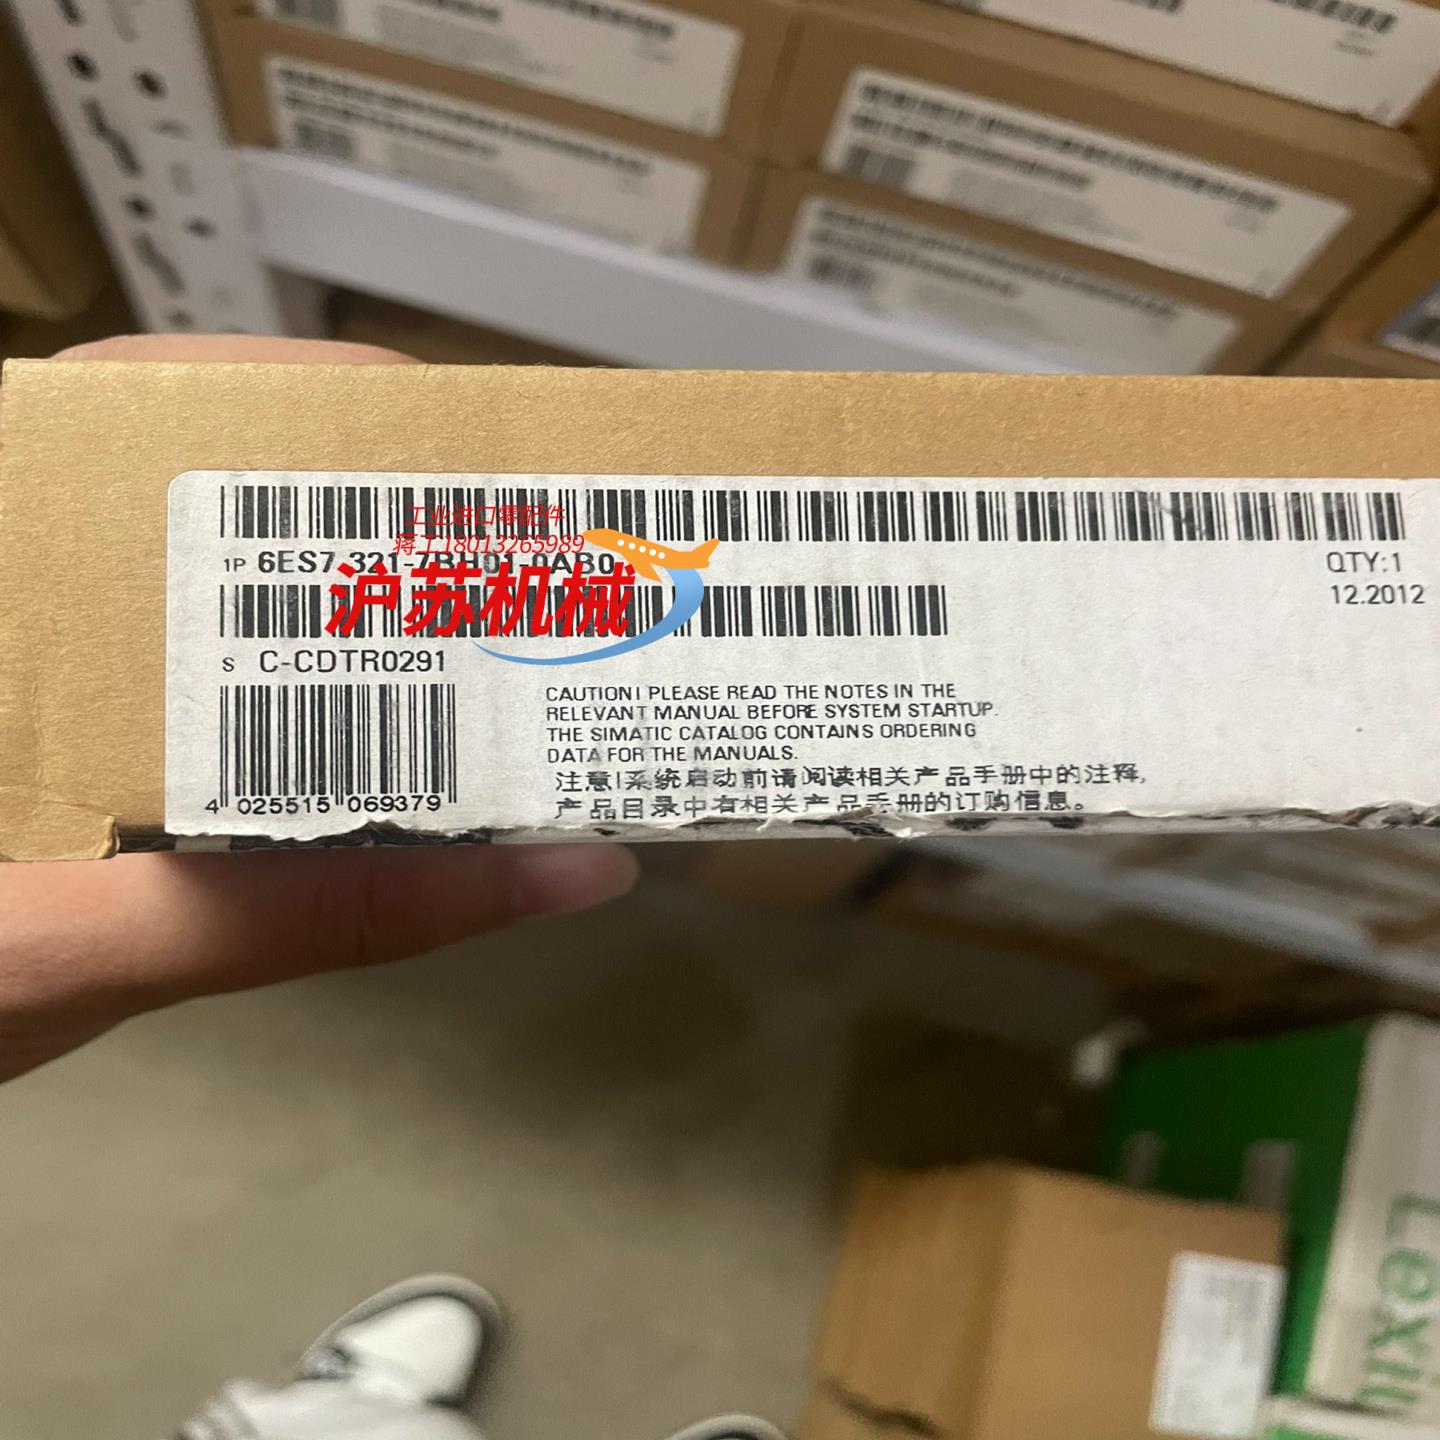 工业进口零配件
蒋工18013265989
1P 6ES7 321-7BH01-0AB0
QTY:1
12.2012
沪苏机械
S C-CDTR0291
CAUTION! PLEASE READ THE NOTES IN THE
RELEVANT MANUAL BEFORE SYSTEM STARTUP.
THE SIMATIC CATALOG CONTAINS ORDERING
DATA FOR THE MANUALS.
注意!系统启动前请阅读相关产品手册中的注释,
产品目录中有相关产品手册的订购信息。
4 025515 069379
Lexi